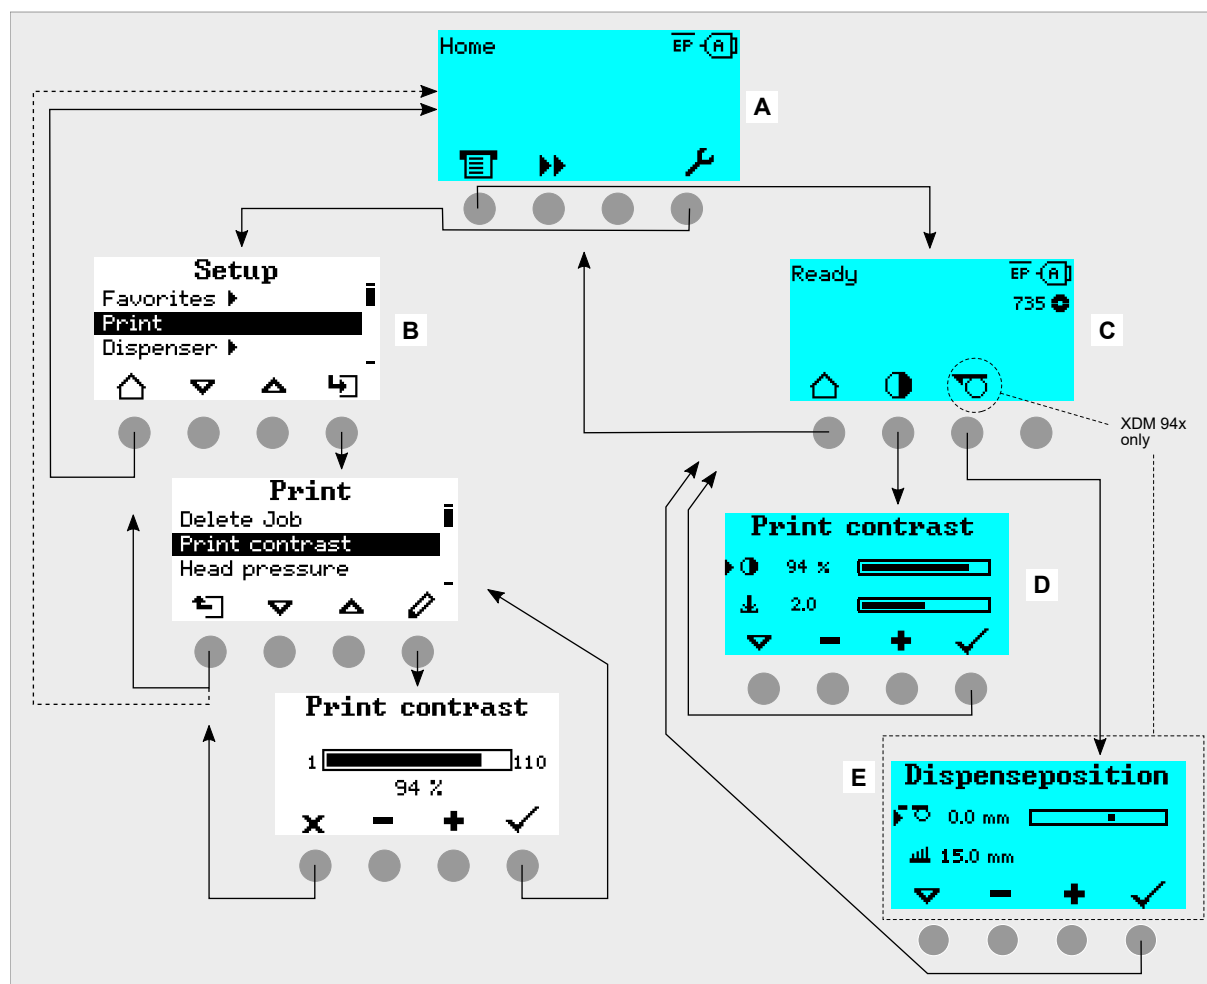 Home
EP A
A
Setup
Favorites
Print
Dispenser
B
Ready
EP A
735
C
XDM 94x
only
Print
Delete Job
Print contrast
Head pressure
Print contrast
94 %
2.0
D
Print contrast
1 110
94 %
E
Dispenseposition
0.0 mm
15.0 mm